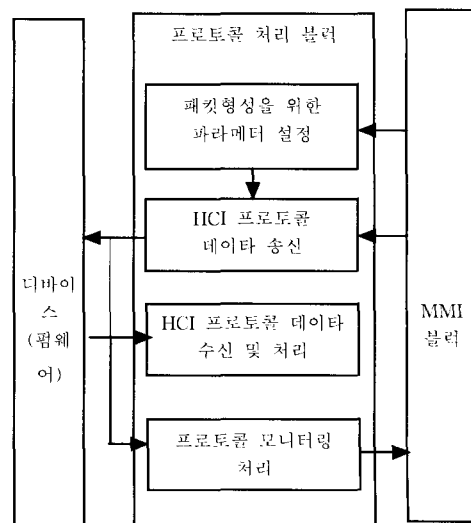 프로토콜 처리 블럭
패킷형성을 위한
파라메터 설정
HCI 프로토콜
데이타 송신
디바이
스
(펌웨
어)
HCI 프로토콜 데이타
수신 및 처리
MMI
블럭
프로토콜 모니터링
처리